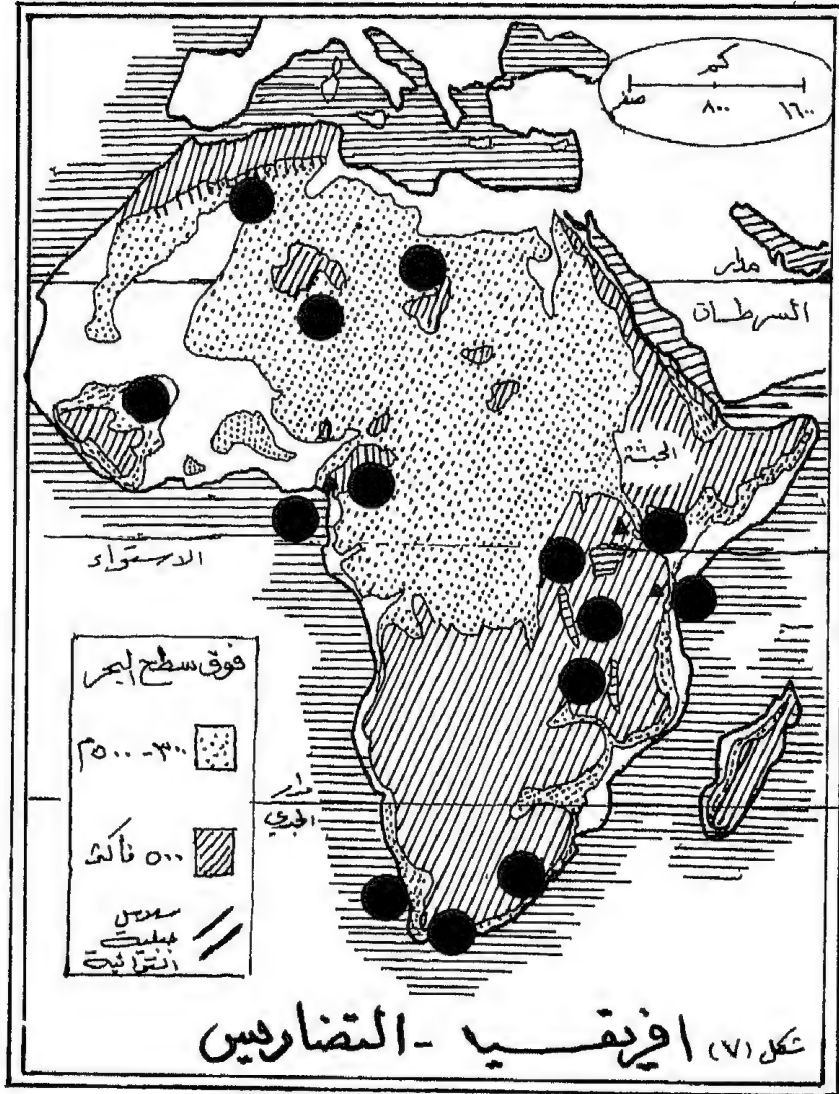 كم
صفر ٨٠٠ ١٦٠٠
مدار
السرطان
الحبشة
الاستواء
فوق سطح البحر
٣٠٠ - ٥٠٠م
٥٠٠ فأكثر
سلاسل
جبلية
التوائية
مدار
الجدي
شكل (٧) افريقيه - التضاريس